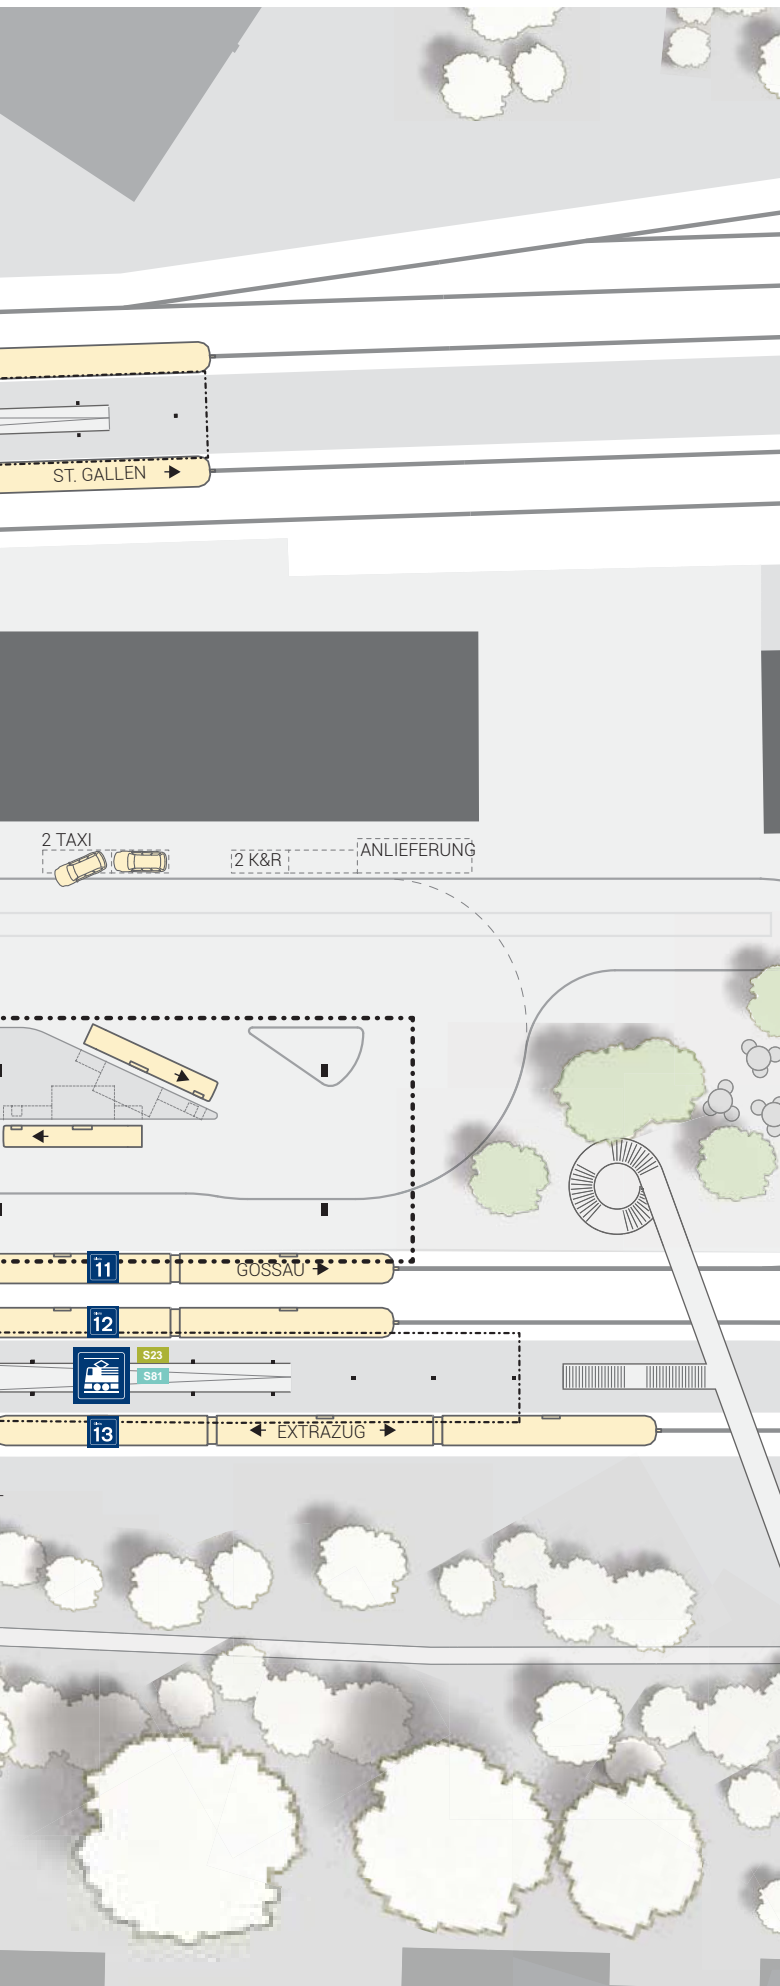 ST. GALLEN
2 TAXI
2 K&R
ANLIEFERUNG
11
GOSSAU
12
S23
S81
13
EXTRAZUG